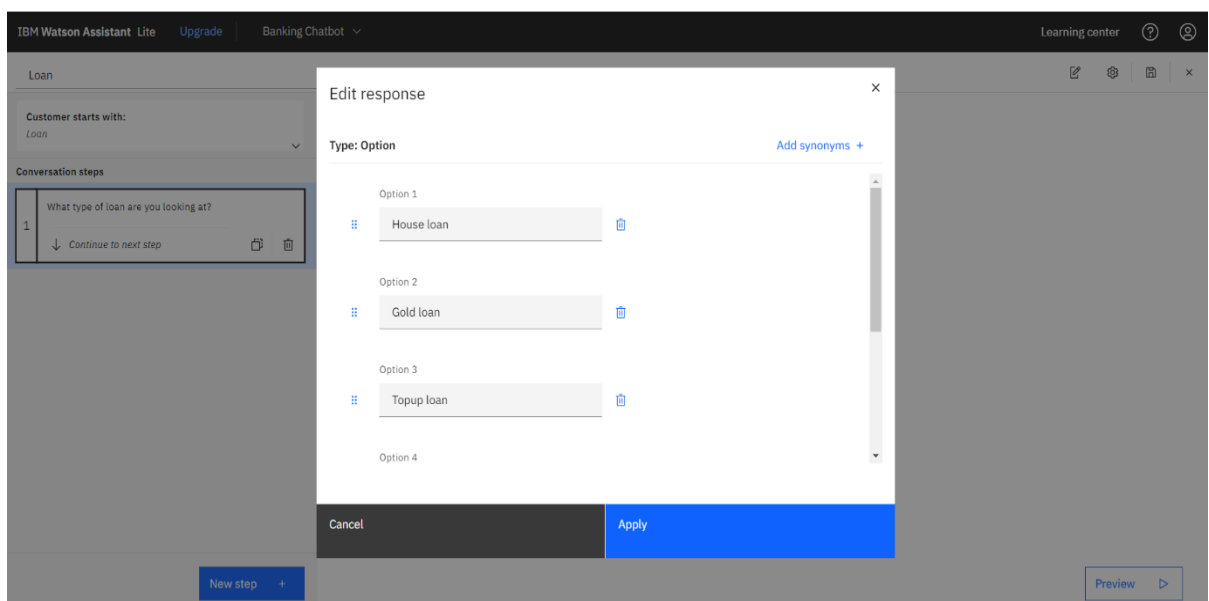 IBM Watson Assistant Lite Upgrade Banking Chatbot Learning center
Loan
Customer starts with:
Loan
Conversation steps
1
What type of loan are you looking at?
Continue to next step
New step +
Edit response
Type: Option Add synonyms +
Option 1
House loan
Option 2
Gold loan
Option 3
Topup loan
Option 4
Cancel Apply
Preview